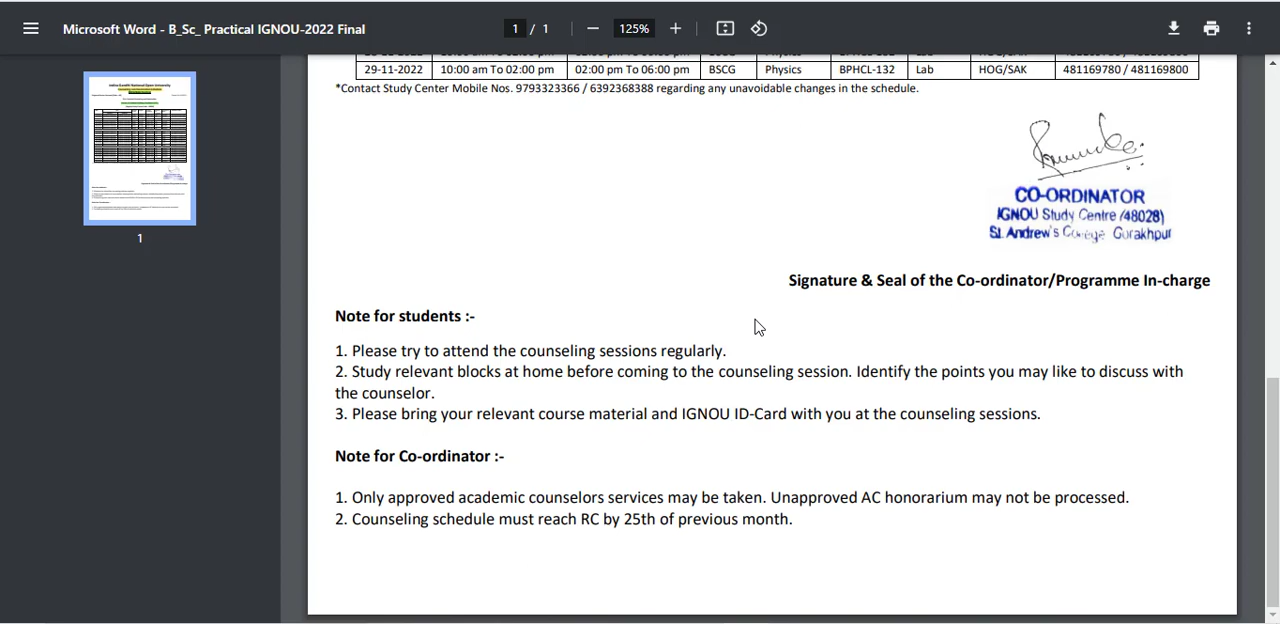 Microsoft Word - B_Sc_ Practical IGNOU-2022 Final
1 / 1
125%
29-11-2022 10:00 am To 02:00 pm 02:00 pm To 06:00 pm BSCG Physics BPHCL-132 Lab HOG/SAK 481169780 / 481169800
*Contact Study Center Mobile Nos. 9793323366 / 6392368388 regarding any unavoidable changes in the schedule.
CO-ORDINATOR
IGNOU Study Centre (48028)
St. Andrew's College Gorakhpur
Signature & Seal of the Co-ordinator/Programme In-charge
Note for students :-
1. Please try to attend the counseling sessions regularly.
2. Study relevant blocks at home before coming to the counseling session. Identify the points you may like to discuss with
the counselor.
3. Please bring your relevant course material and IGNOU ID-Card with you at the counseling sessions.
Note for Co-ordinator :-
1. Only approved academic counselors services may be taken. Unapproved AC honorarium may not be processed.
2. Counseling schedule must reach RC by 25th of previous month.
1